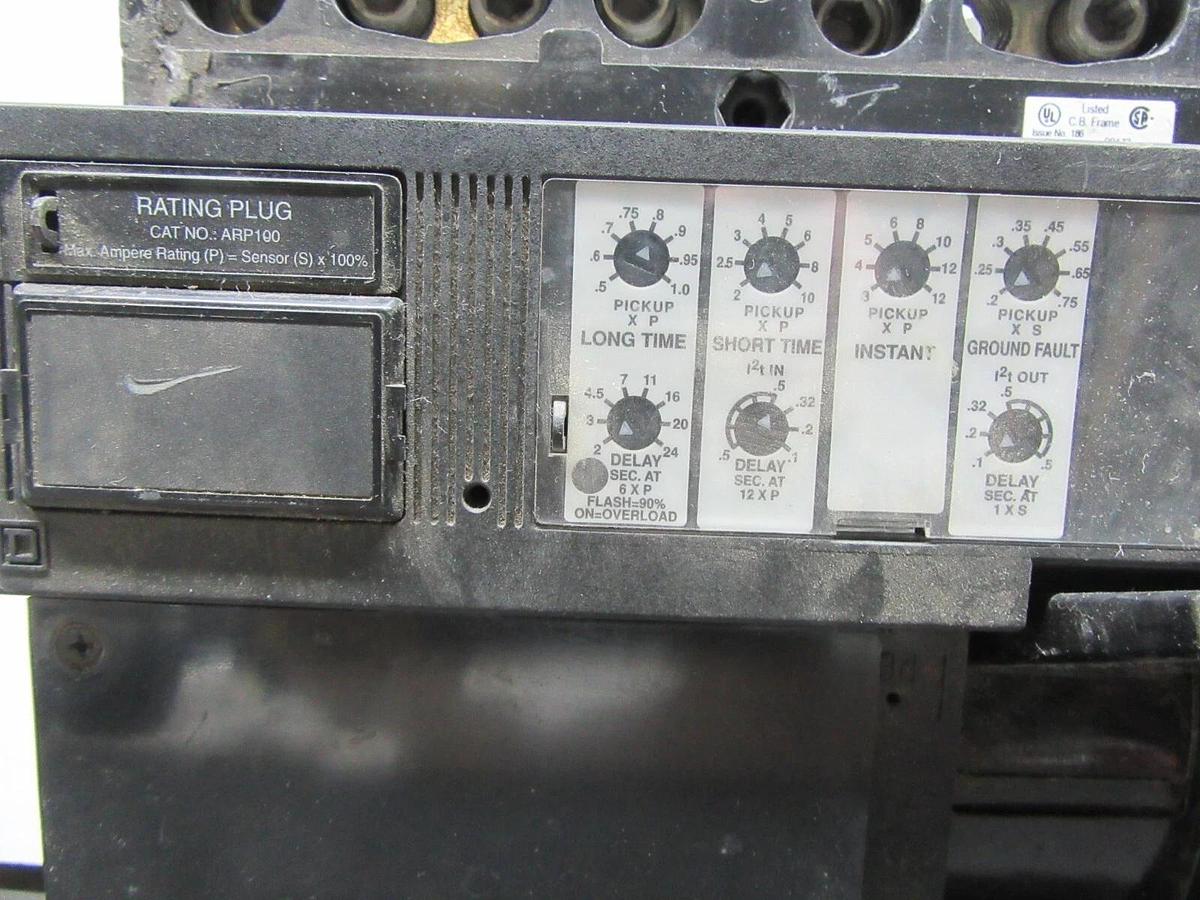 UL
Listed
C.B. Frame
Issue No. 186
RATING PLUG
CAT NO.: ARP100
Max. Ampere Rating (P) = Sensor (S) x 100%
.5 .6 .7 .75 .8 .9 .95 1.0
PICKUP
X P
LONG TIME
2 3 4.5 7 11 16 20 24
DELAY
SEC. AT
6 X P
FLASH=90%
ON=OVERLOAD
2 2.5 3 4 5 6 8 10
PICKUP
X P
SHORT TIME
I²t IN
.5 .5 .32 .2 .1
DELAY
SEC. AT
12 X P
3 4 5 6 8 10 12 12
PICKUP
X P
INSTANT
.2 .25 .3 .35 .45 .55 .65 .75
PICKUP
X S
GROUND FAULT
I²t OUT
.1 .2 .32 .5 .5
DELAY
SEC. AT
1 X S